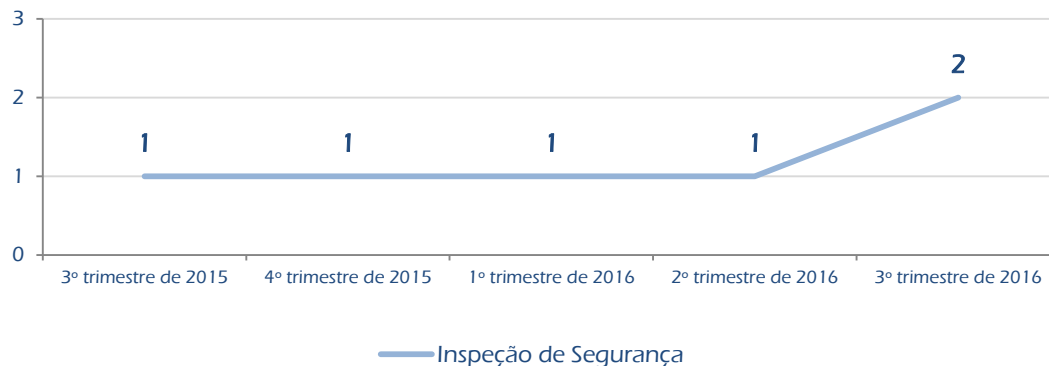 3
2
2
1
1
1
1
1
0
3º trimestre de 2015
4º trimestre de 2015
1º trimestre de 2016
2º trimestre de 2016
3º trimestre de 2016
Inspeção de Segurança